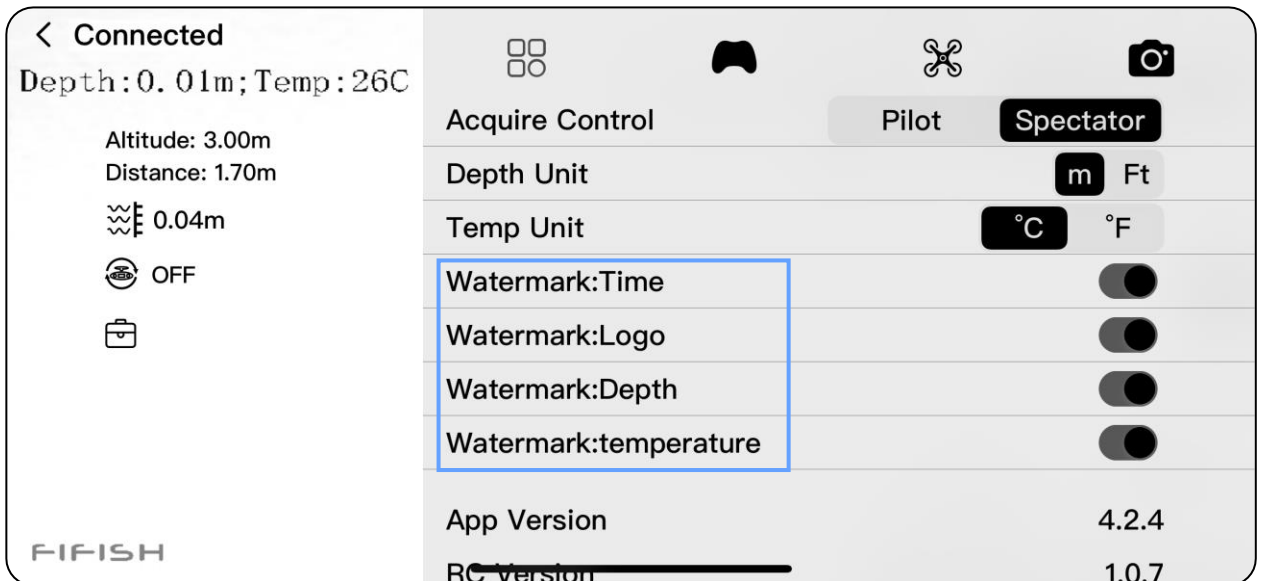 Connected
Depth:0.01m;Temp:26C
Altitude: 3.00m
Distance: 1.70m
0.04m
OFF
FIFISH
Acquire Control Pilot Spectator
Depth Unit m Ft
Temp Unit °C °F
Watermark:Time
Watermark:Logo
Watermark:Depth
Watermark:temperature
App Version 4.2.4
RC Version 1.0.7